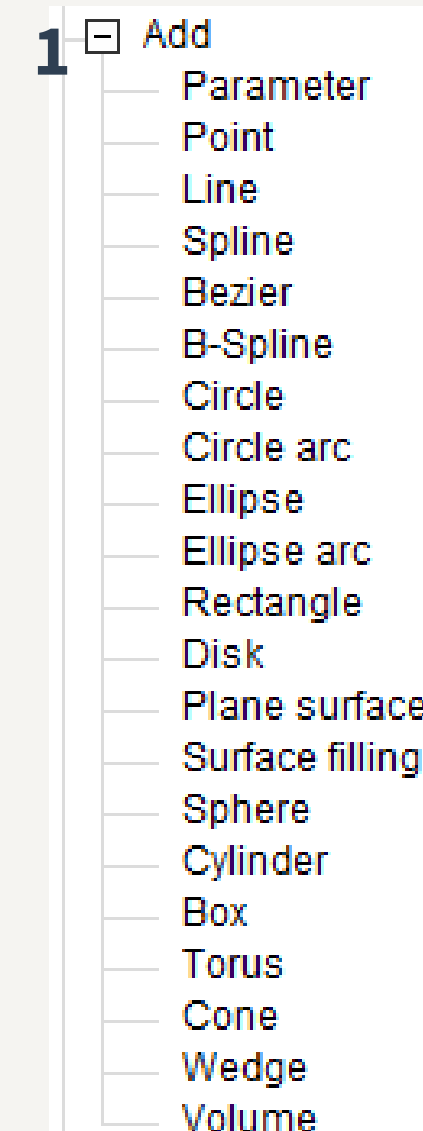 1 Add
Parameter
Point
Line
Spline
Bezier
B-Spline
Circle
Circle arc
Ellipse
Ellipse arc
Rectangle
Disk
Plane surface
Surface filling
Sphere
Cylinder
Box
Torus
Cone
Wedge
Volume